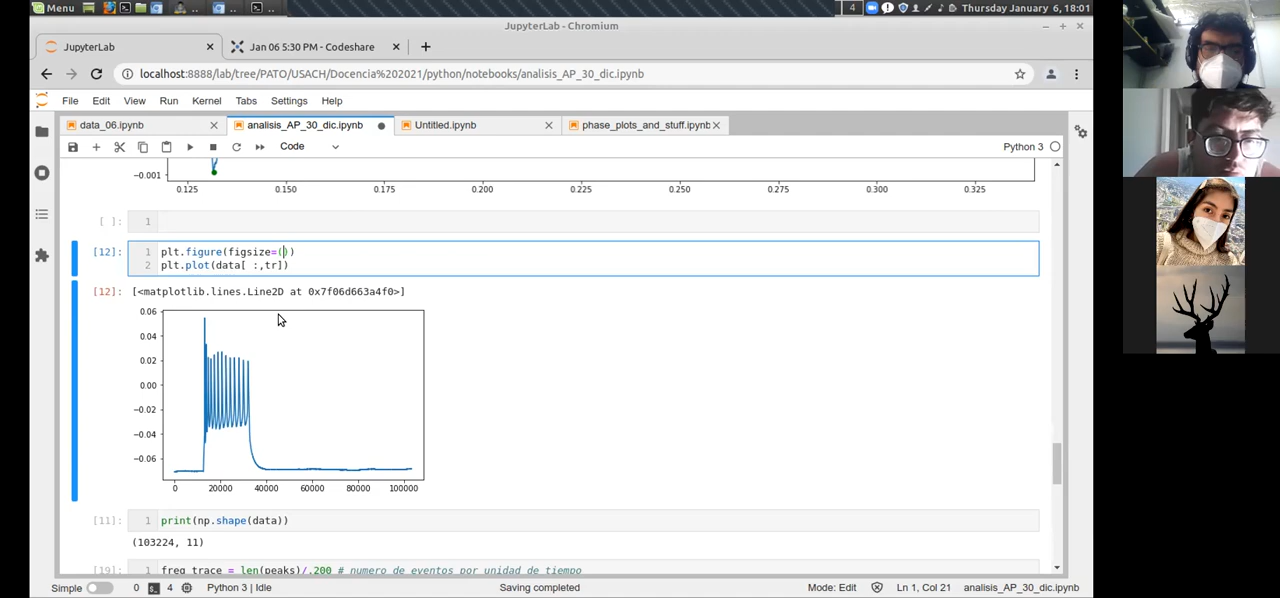 Menu .. .. .. 4 Thursday January 6, 18:01
JupyterLab - Chromium
JupyterLab Jan 06 5:30 PM - Codeshare
localhost:8888/lab/tree/PATO/USACH/Docencia%202021/python/notebooks/analisis_AP_30_dic.ipynb
File Edit View Run Kernel Tabs Settings Help
data_06.ipynb analisis_AP_30_dic.ipynb Untitled.ipynb phase_plots_and_stuff.ipynb
Code Python 3
−0.001
0.125 0.150 0.175 0.200 0.225 0.250 0.275 0.300 0.325
[ ]: 1
[12]: 1 plt.figure(figsize=())
2 plt.plot(data[ :,tr])
[12]: [<matplotlib.lines.Line2D at 0x7f06d663a4f0>]
0.06
0.04
0.02
0.00
−0.02
−0.04
−0.06
0 20000 40000 60000 80000 100000
[11]: 1 print(np.shape(data))
(103224, 11)
[19]: 1 freq_trace = len(peaks)/.200 # numero de eventos por unidad de tiempo
Simple 0 4 Python 3 | Idle Saving completed Mode: Edit Ln 1, Col 21 analisis_AP_30_dic.ipynb